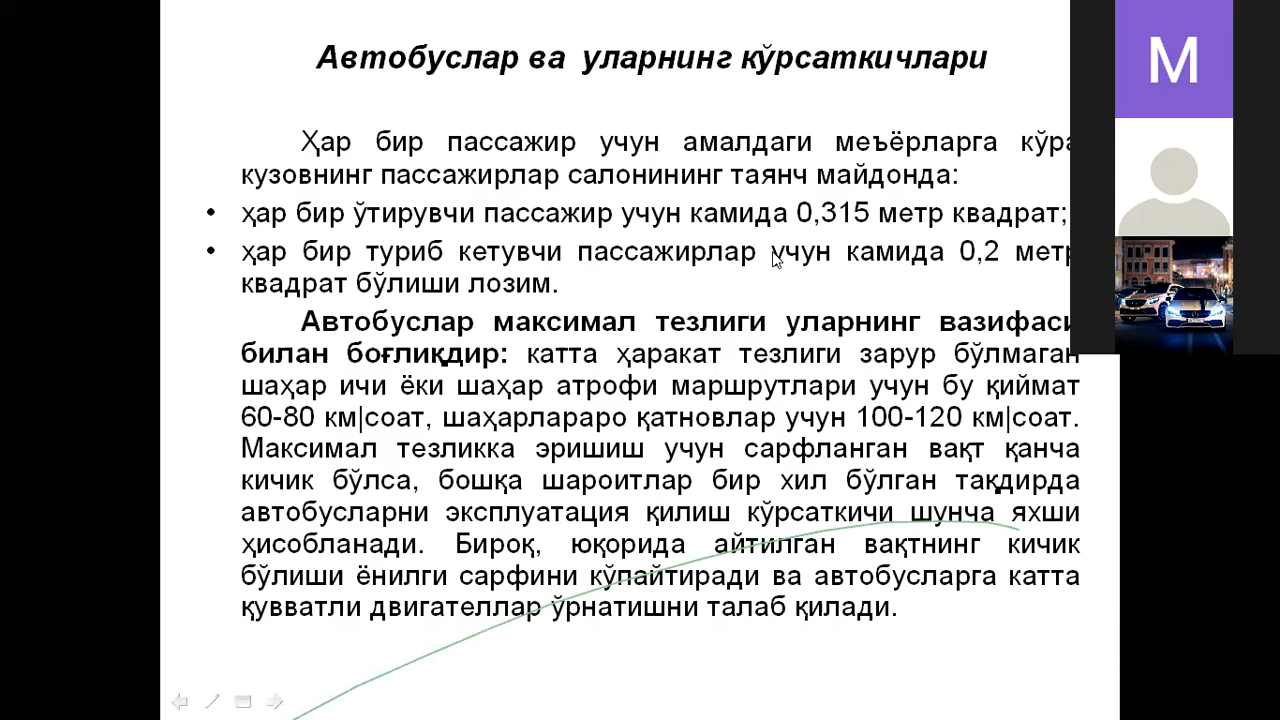 Автобуслар ва уларнинг кўрсаткичлари
Ҳар бир пассажир учун амалдаги меъёрларга кўра
кузовнинг пассажирлар салонининг таянч майдонда:
• ҳар бир ўтирувчи пассажир учун камида 0,315 метр квадрат;
• ҳар бир туриб кетувчи пассажирлар учун камида 0,2 метр
квадрат бўлиши лозим.
Автобуслар максимал тезлиги уларнинг вазифаси
билан боғлиқдир: катта ҳаракат тезлиги зарур бўлмаган
шаҳар ичи ёки шаҳар атрофи маршрутлари учун бу қиймат
60-80 км|соат, шаҳарлараро қатновлар учун 100-120 км|соат.
Максимал тезликка эришиш учун сарфланган вақт қанча
кичик бўлса, бошқа шароитлар бир хил бўлган тақдирда
автобусларни эксплуатация қилиш кўрсаткичи шунча яхши
ҳисобланади. Бироқ, юқорида айтилган вақтнинг кичик
бўлиши ёнилғи сарфини кўпайтиради ва автобусларга катта
қувватли двигателлар ўрнатишни талаб қилади.
M